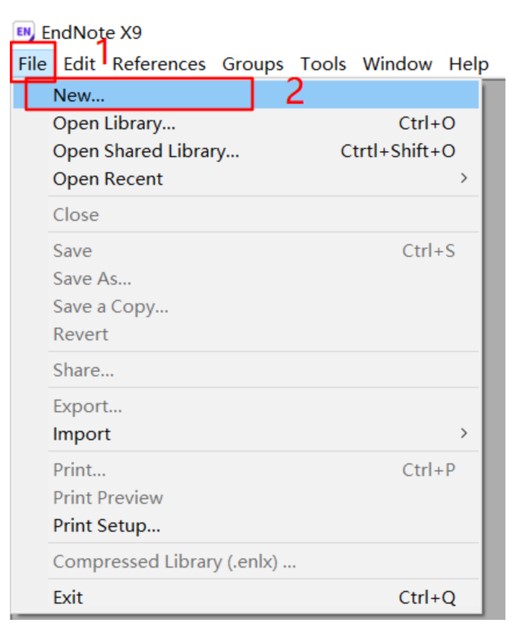 EN EndNote X9
1
File Edit References Groups Tools Window Help
New... 2
Open Library... Ctrl+O
Open Shared Library... Ctrtl+Shift+O
Open Recent >
Close
Save Ctrl+S
Save As...
Save a Copy...
Revert
Share...
Export...
Import >
Print... Ctrl+P
Print Preview
Print Setup...
Compressed Library (.enlx) ...
Exit Ctrl+Q